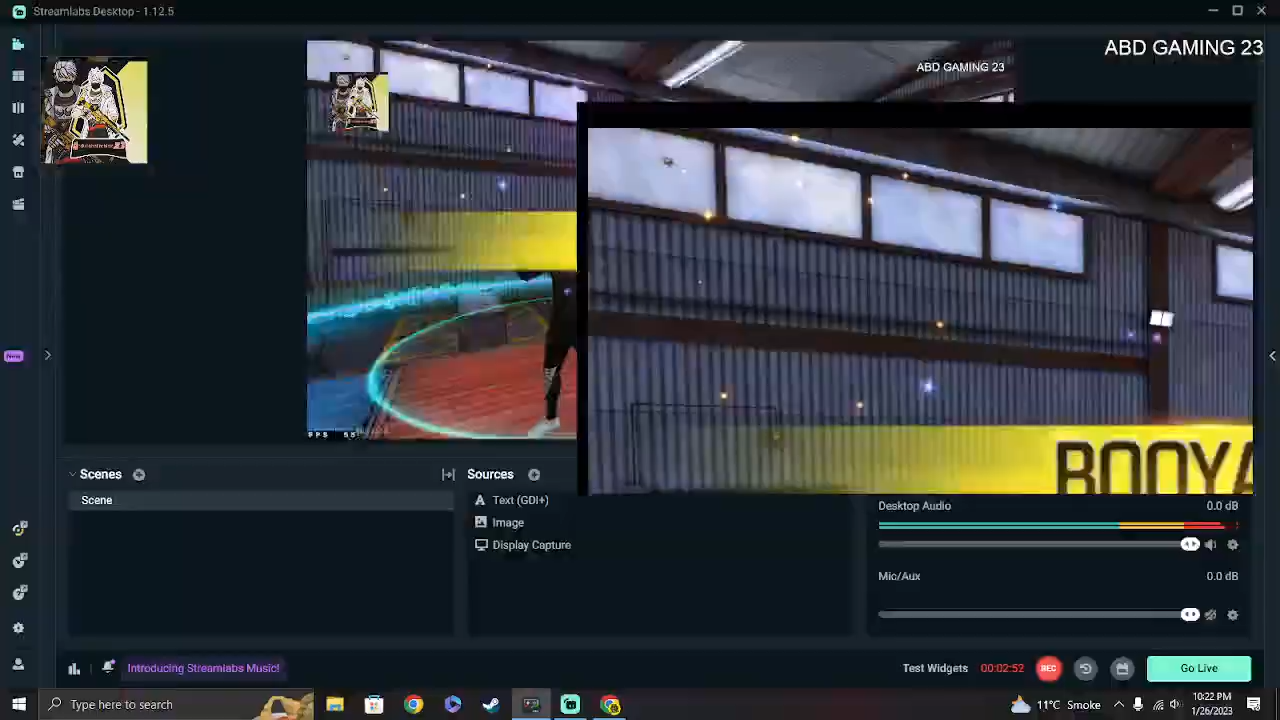 Streamlabs Desktop - 1.12.5
ABD GAMING 23
ABD GAMING 23
BOOYA
New
Scenes
Scene
Sources
Text (GDI+)
Image
Display Capture
Desktop Audio
0.0 dB
Mic/Aux
0.0 dB
Introducing Streamlabs Music!
Test Widgets
00:02:52
REC
Go Live
Type here to search
11°C Smoke
10:22 PM
1/26/2023